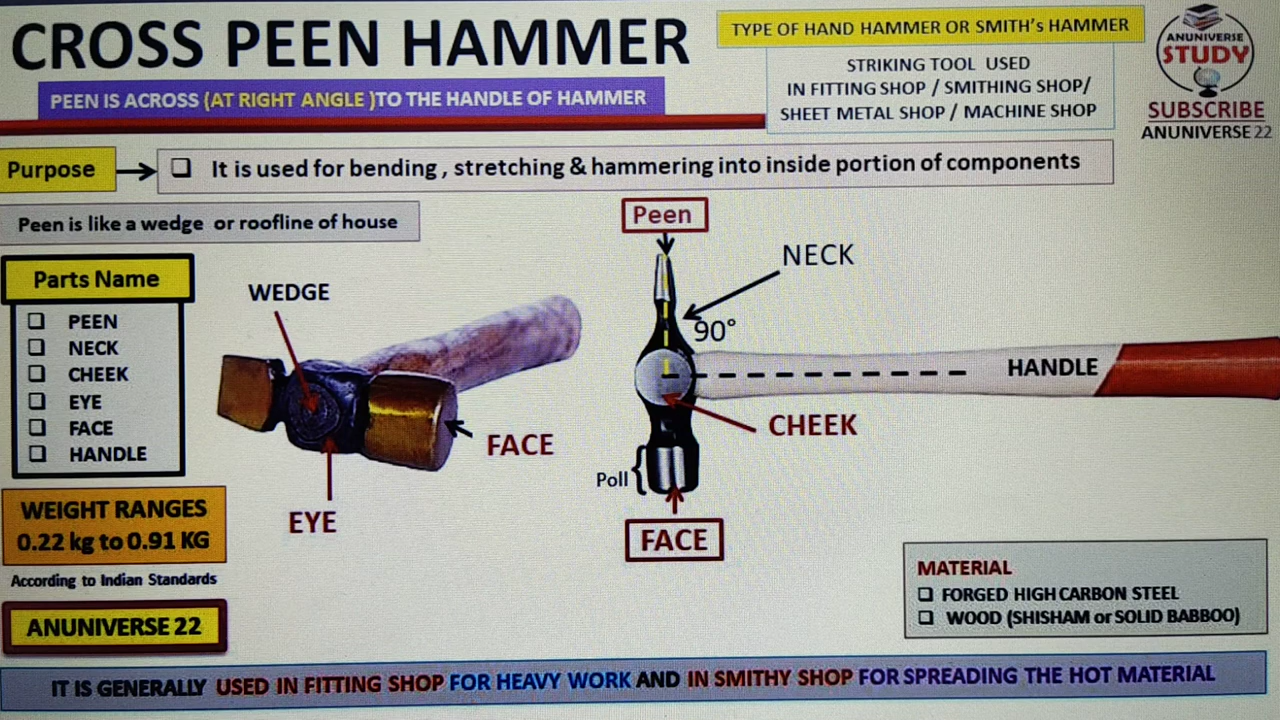 CROSS PEEN HAMMER
TYPE OF HAND HAMMER OR SMITH's HAMMER
ANUNIVERSE
STUDY
SUBSCRIBE
ANUNIVERSE 22
STRIKING TOOL USED
IN FITTING SHOP / SMITHING SHOP/
SHEET METAL SHOP / MACHINE SHOP
PEEN IS ACROSS (AT RIGHT ANGLE )TO THE HANDLE OF HAMMER
Purpose
It is used for bending , stretching & hammering into inside portion of components
Peen is like a wedge or roofline of house
Parts Name
PEEN
NECK
CHEEK
EYE
FACE
HANDLE
WEDGE
FACE
EYE
Peen
NECK
90°
HANDLE
CHEEK
Poll
FACE
WEIGHT RANGES
0.22 kg to 0.91 KG
According to Indian Standards
ANUNIVERSE 22
MATERIAL
FORGED HIGH CARBON STEEL
WOOD (SHISHAM or SOLID BABBOO)
IT IS GENERALLY USED IN FITTING SHOP FOR HEAVY WORK AND IN SMITHY SHOP FOR SPREADING THE HOT MATERIAL